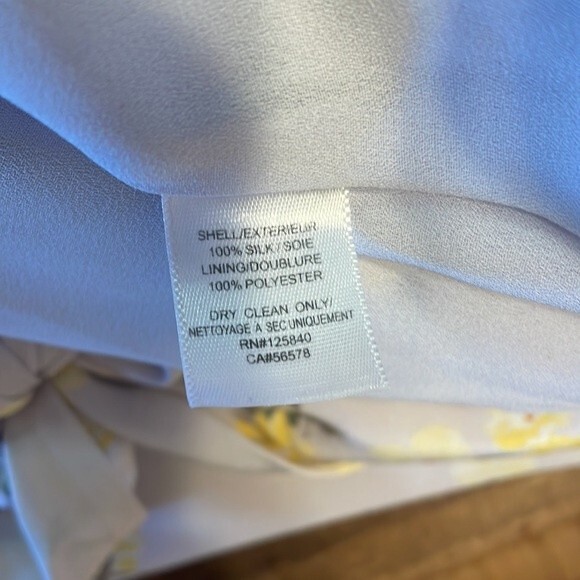 SHELL/EXTERIEUR
100% SILK / SOIE
LINING/DOUBLURE
100% POLYESTER
DRY CLEAN ONLY/
NETTOYAGE À SEC UNIQUEMENT
RN#125840
CA#56578